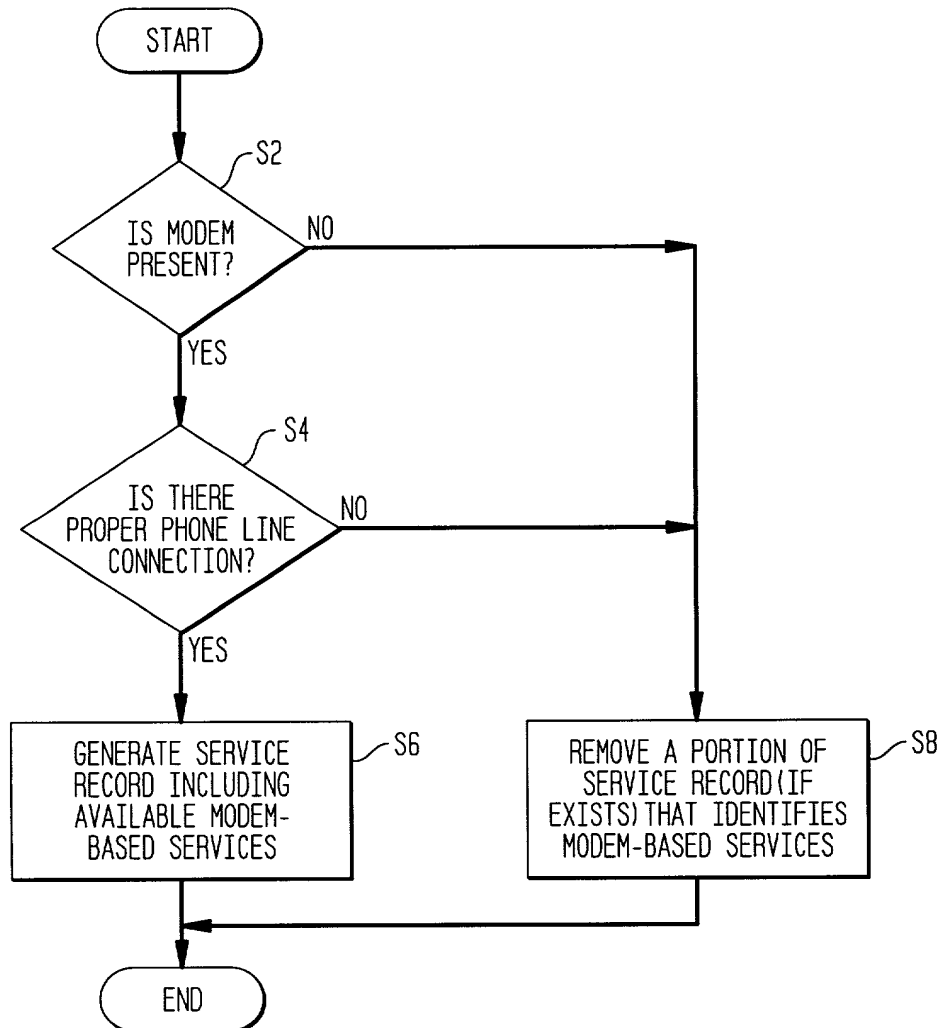 START
S2
IS MODEM
PRESENT?
NO
YES
S4
IS THERE
PROPER PHONE LINE
CONNECTION?
NO
YES
GENERATE SERVICE
RECORD INCLUDING
AVAILABLE MODEM-
BASED SERVICES
S6
REMOVE A PORTION OF
SERVICE RECORD(IF
EXISTS)THAT IDENTIFIES
MODEM-BASED SERVICES
S8
END